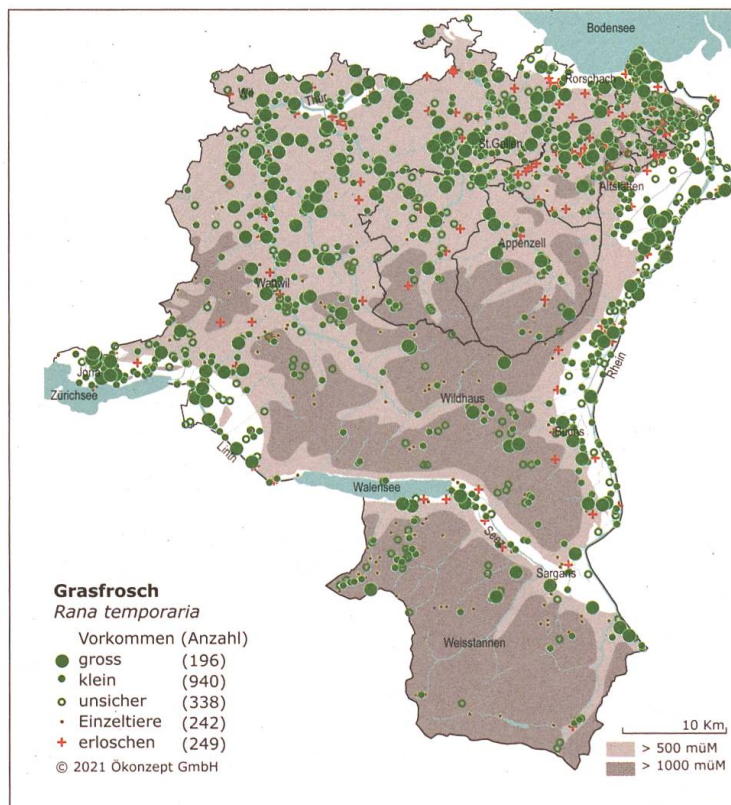 Bodensee
Rorschach
Wil
Thur
St.Gallen
Altstätten
Appenzell
Wattwil
Jona
Zürichsee
Rhein
Wildhaus
Buchs
Linth
Walensee
Seez
Sargans
Weisstannen
Grasfrosch
Rana temporaria
Vorkommen (Anzahl)
gross (196)
klein (940)
unsicher (338)
Einzeltiere (242)
erloschen (249)
© 2021 Ökonzept GmbH
10 Km
> 500 müM
> 1000 müM